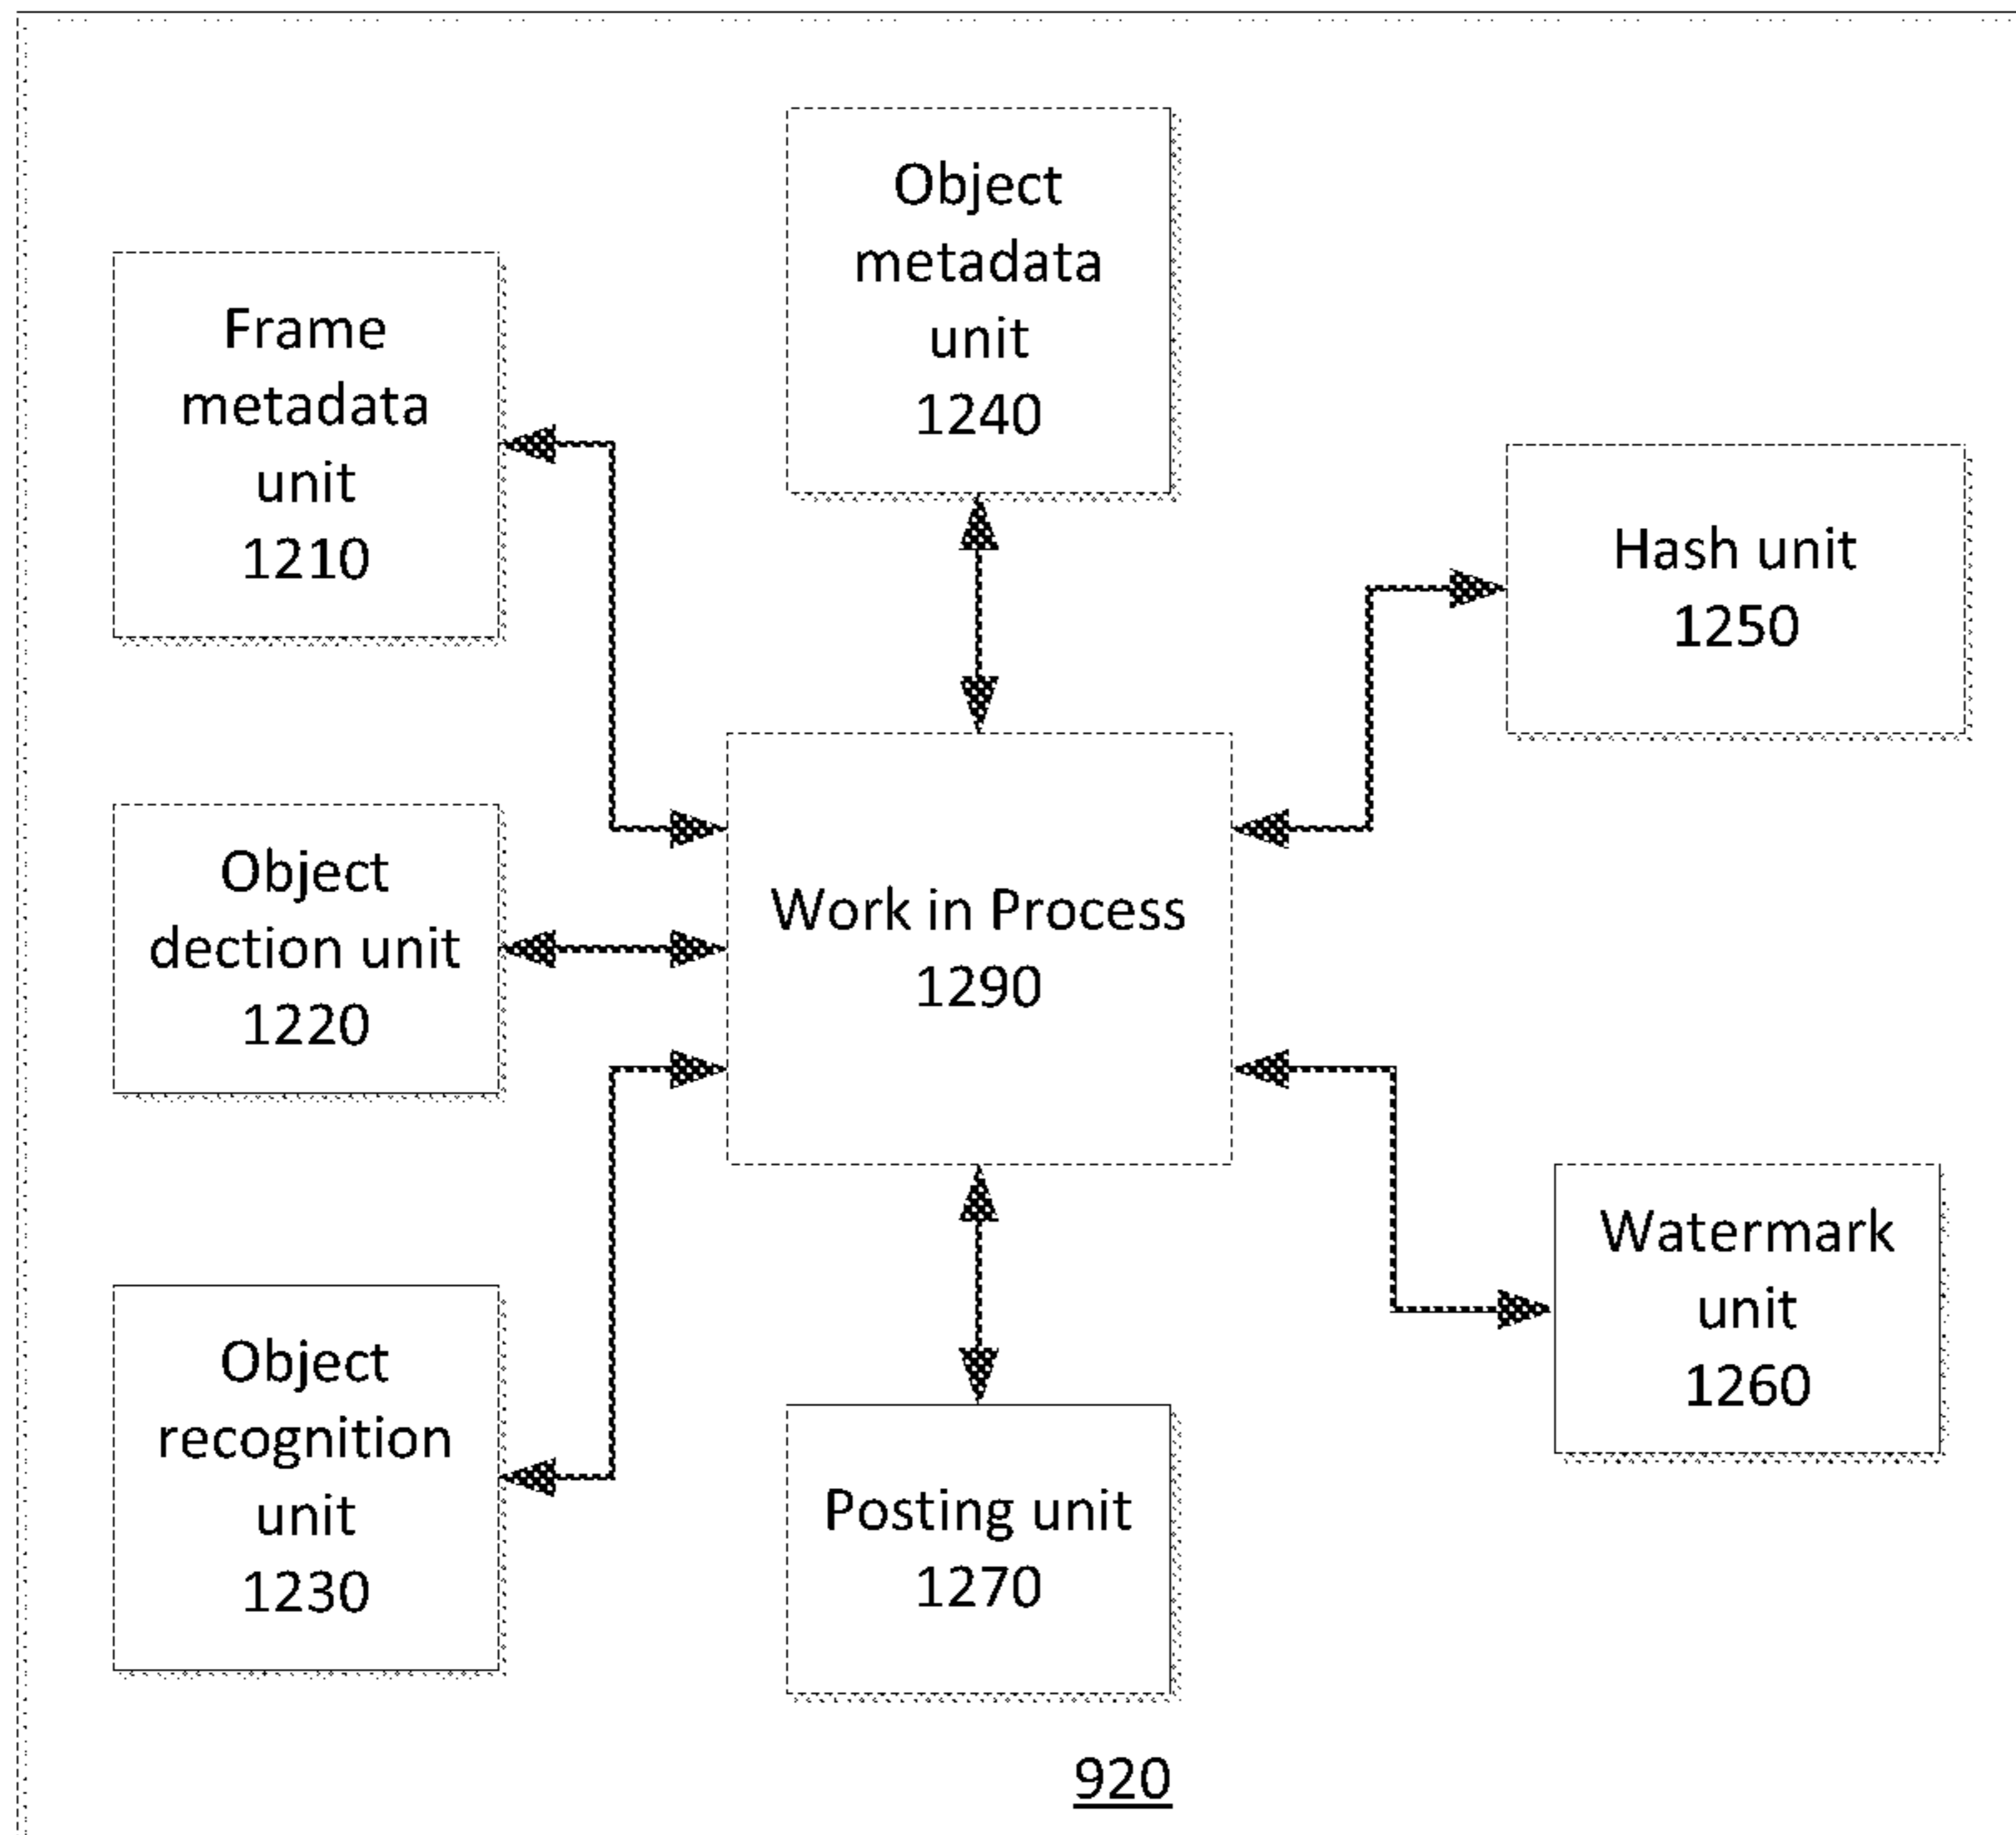 Frame
metadata
unit
1210
Object
metadata
unit
1240
Hash unit
1250
Object
dection unit
1220
Work in Process
1290
Object
recognition
unit
1230
Posting unit
1270
Watermark
unit
1260
920